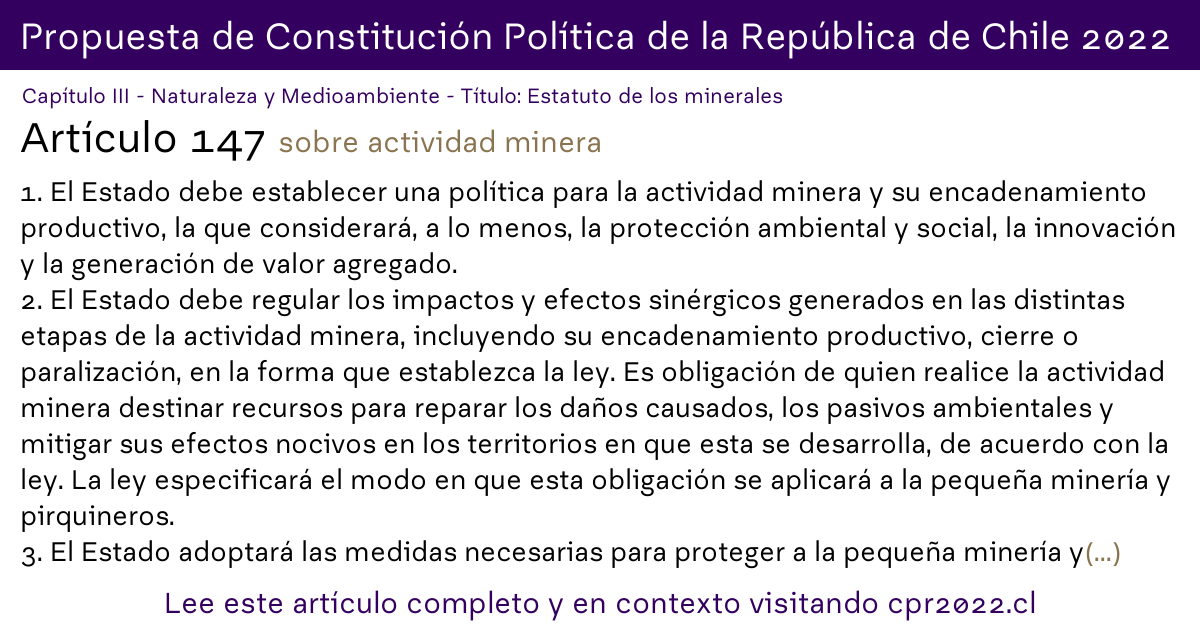 Propuesta de Constitución Política de la República de Chile 2022
Capítulo III - Naturaleza y Medioambiente - Título: Estatuto de los minerales
Artículo 147 sobre actividad minera
1. El Estado debe establecer una política para la actividad minera y su encadenamiento
productivo, la que considerará, a lo menos, la protección ambiental y social, la innovación
y la generación de valor agregado.
2. El Estado debe regular los impactos y efectos sinérgicos generados en las distintas
etapas de la actividad minera, incluyendo su encadenamiento productivo, cierre o
paralización, en la forma que establezca la ley. Es obligación de quien realice la actividad
minera destinar recursos para reparar los daños causados, los pasivos ambientales y
mitigar sus efectos nocivos en los territorios en que esta se desarrolla, de acuerdo con la
ley. La ley especificará el modo en que esta obligación se aplicará a la pequeña minería y
pirquineros.
3. El Estado adoptará las medidas necesarias para proteger a la pequeña minería y(...)
Lee este artículo completo y en contexto visitando cpr2022.cl